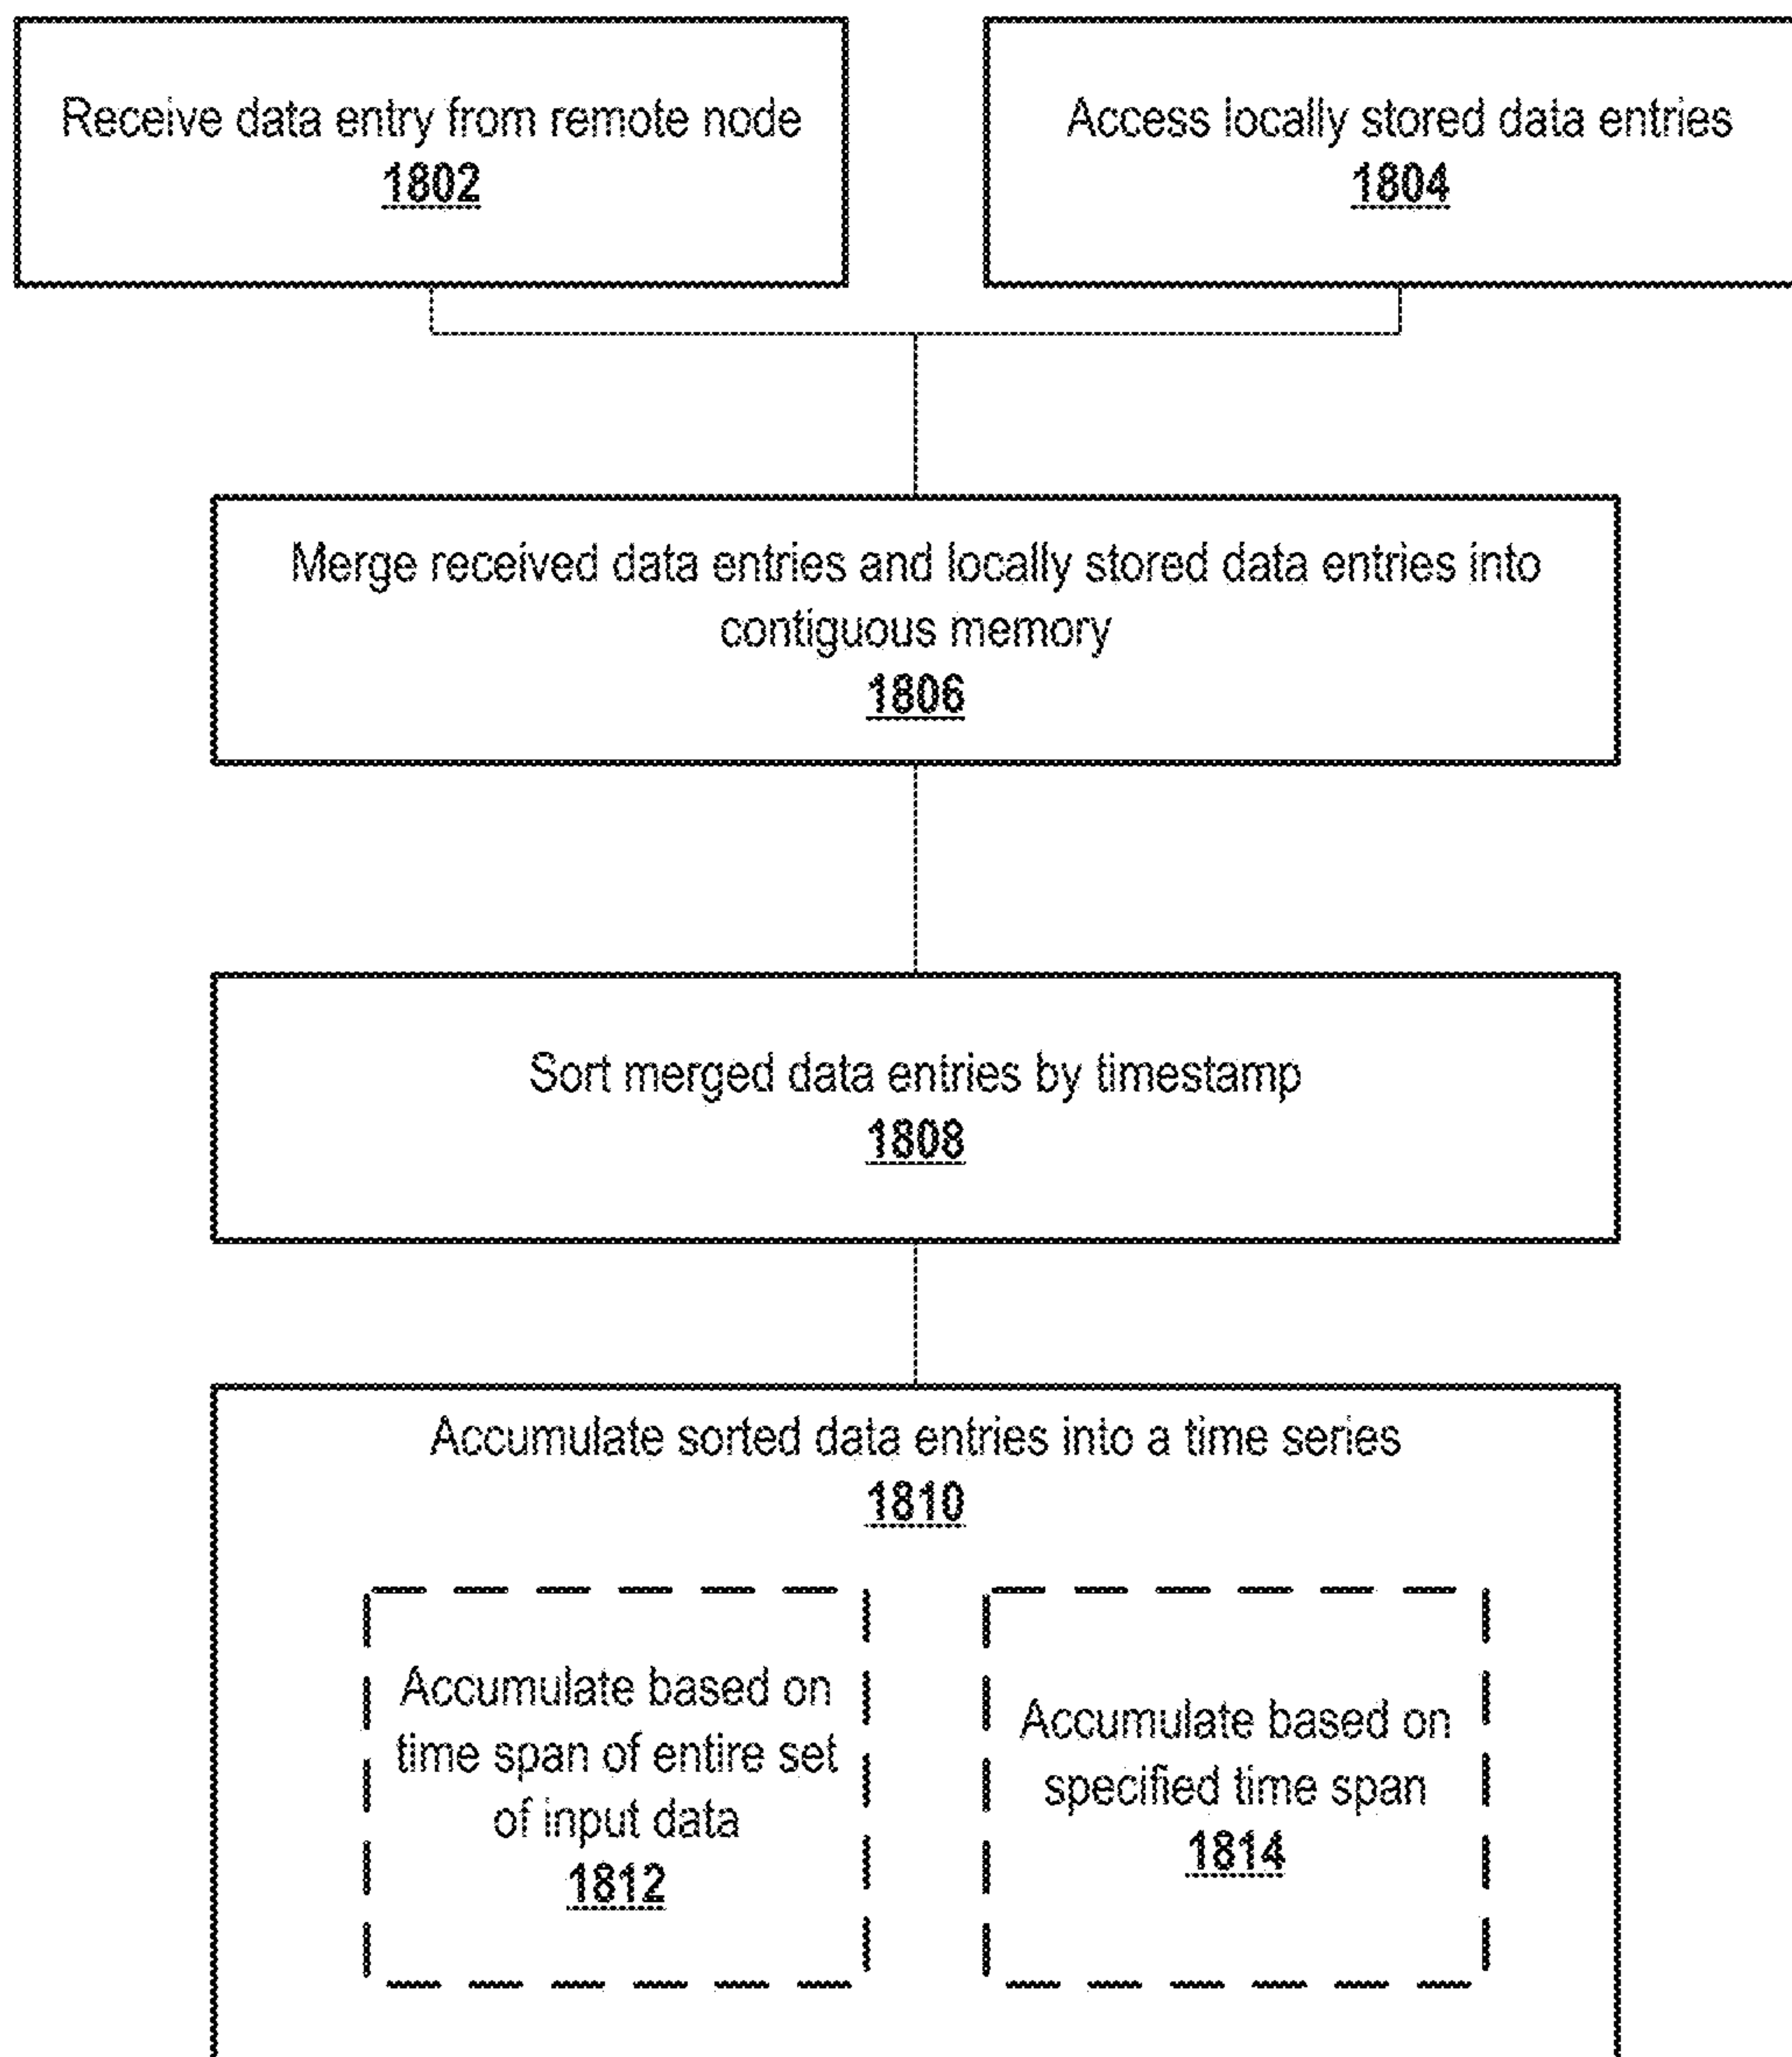 Receive data entry from remote node
1802
Access locally stored data entries
1804
Merge received data entries and locally stored data entries into
contiguous memory
1806
Sort merged data entries by timestamp
1808
Accumulate sorted data entries into a time series
1810
Accumulate based on
time span of entire set
of input data
1812
Accumulate based on
specified time span
1814